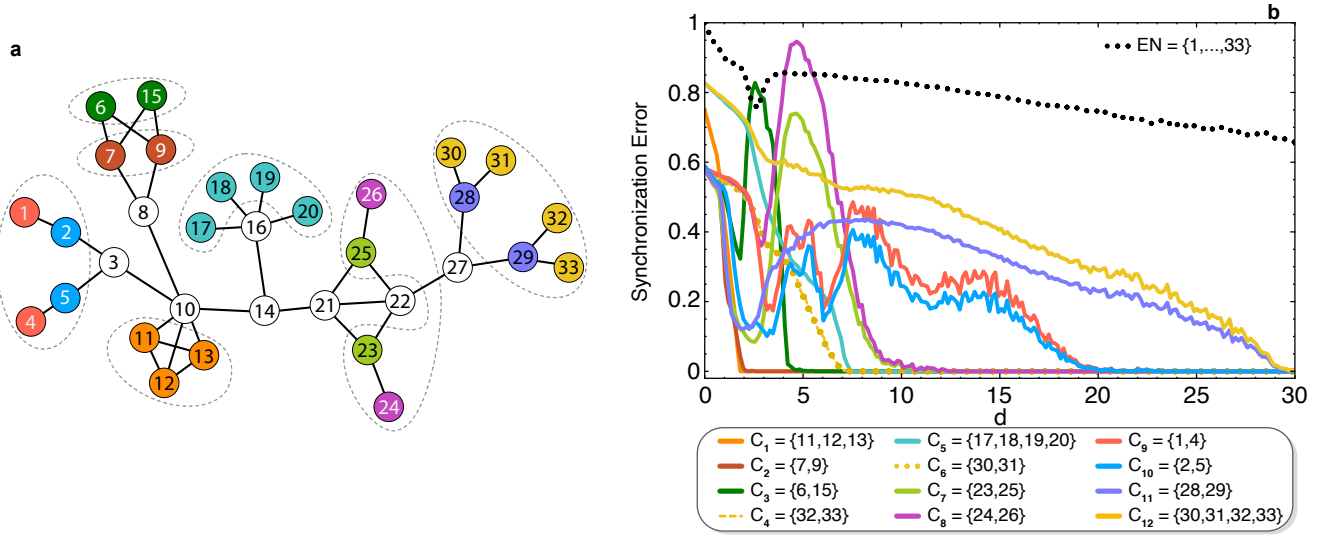 a
6
15
7
9
8
1
2
3
5
4
10
11
13
12
18
19
17
16
20
14
26
25
21
22
23
24
30
31
28
32
27
29
33
b
EN = {1,...,33}
Synchronization Error
1
0.8
0.6
0.4
0.2
0
0 5 10 15 20 25 30
d
C1 = {11,12,13}
C2 = {7,9}
C3 = {6,15}
C4 = {32,33}
C5 = {17,18,19,20}
C6 = {30,31}
C7 = {23,25}
C8 = {24,26}
C9 = {1,4}
C10 = {2,5}
C11 = {28,29}
C12 = {30,31,32,33}